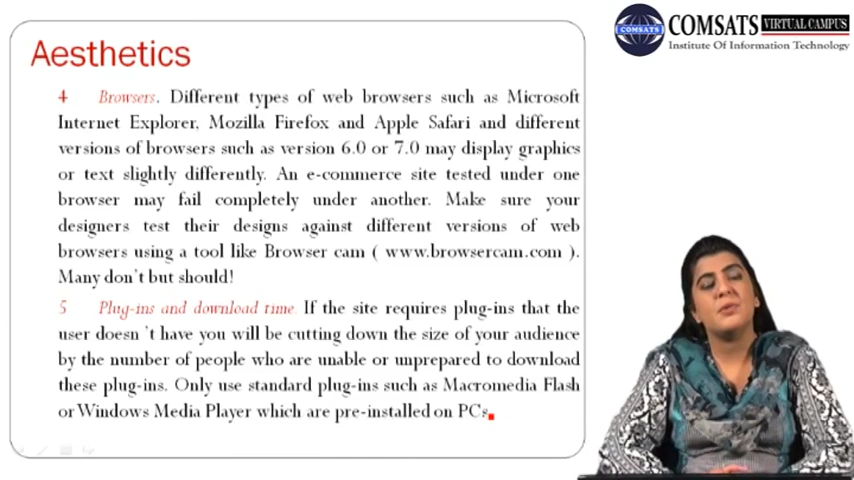 COMSATS
COMSATS VIRTUAL CAMPUS
Institute Of Information Technology
Aesthetics
4 Browsers. Different types of web browsers such as Microsoft
Internet Explorer, Mozilla Firefox and Apple Safari and different
versions of browsers such as version 6.0 or 7.0 may display graphics
or text slightly differently. An e-commerce site tested under one
browser may fail completely under another. Make sure your
designers test their designs against different versions of web
browsers using a tool like Browser cam ( www.browsercam.com ).
Many don't but should!
5 Plug-ins and download time. If the site requires plug-ins that the
user doesn 't have you will be cutting down the size of your audience
by the number of people who are unable or unprepared to download
these plug-ins. Only use standard plug-ins such as Macromedia Flash
or Windows Media Player which are pre-installed on PCs.